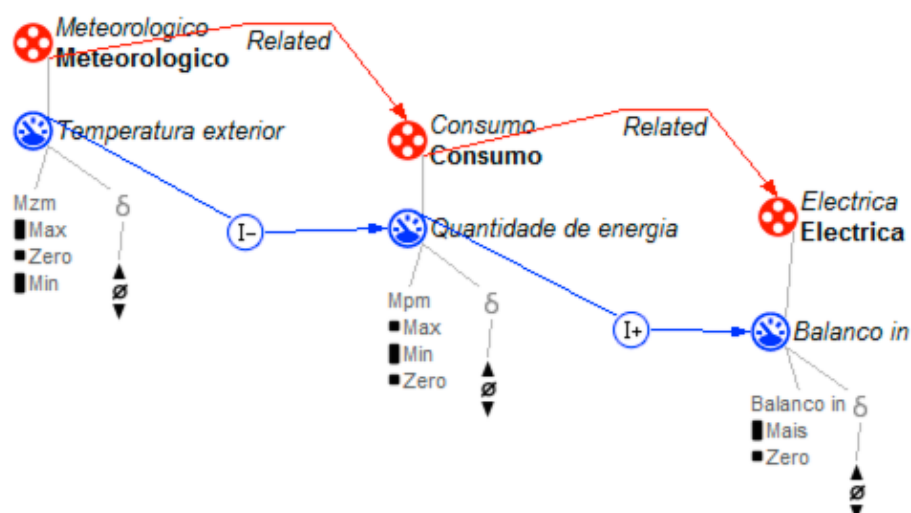 Meteorologico
Meteorologico
Related
Temperatura exterior
Mzm
Max
Zero
Min
δ
I-
Consumo
Consumo
Related
Quantidade de energia
Mpm
Max
Min
Zero
δ
I+
Electrica
Electrica
Balanco in
Balanco in
Mais
Zero
δ